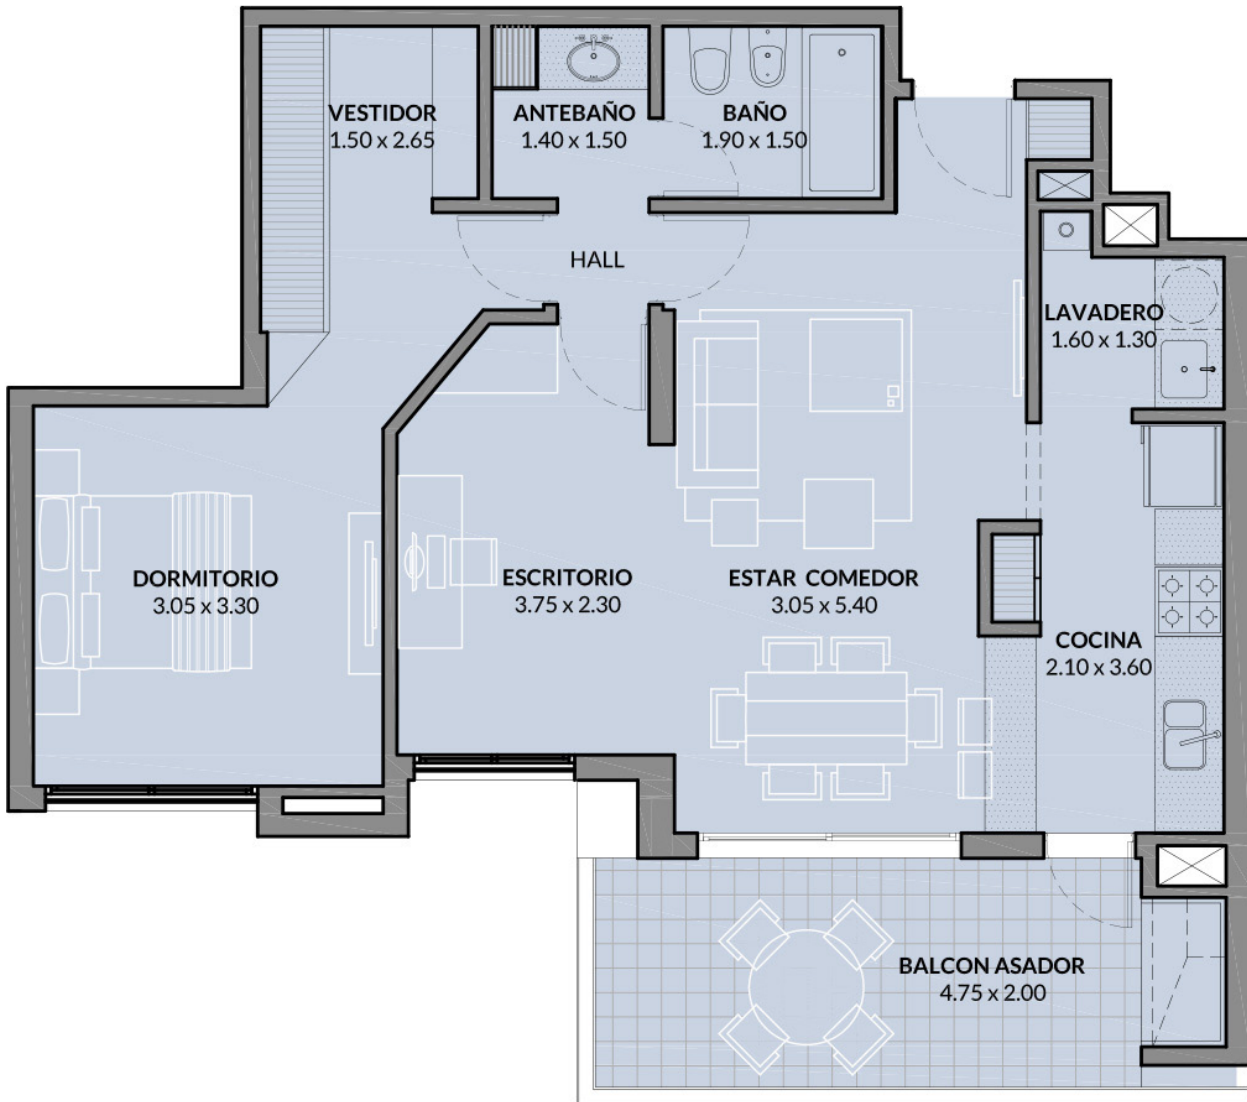 VESTIDOR
1.50 x 2.65
ANTEBAÑO
1.40 x 1.50
BAÑO
1.90 x 1.50
HALL
LAVADERO
1.60 x 1.30
DORMITORIO
3.05 x 3.30
ESCRITORIO
3.75 x 2.30
ESTAR COMEDOR
3.05 x 5.40
COCINA
2.10 x 3.60
BALCON ASADOR
4.75 x 2.00